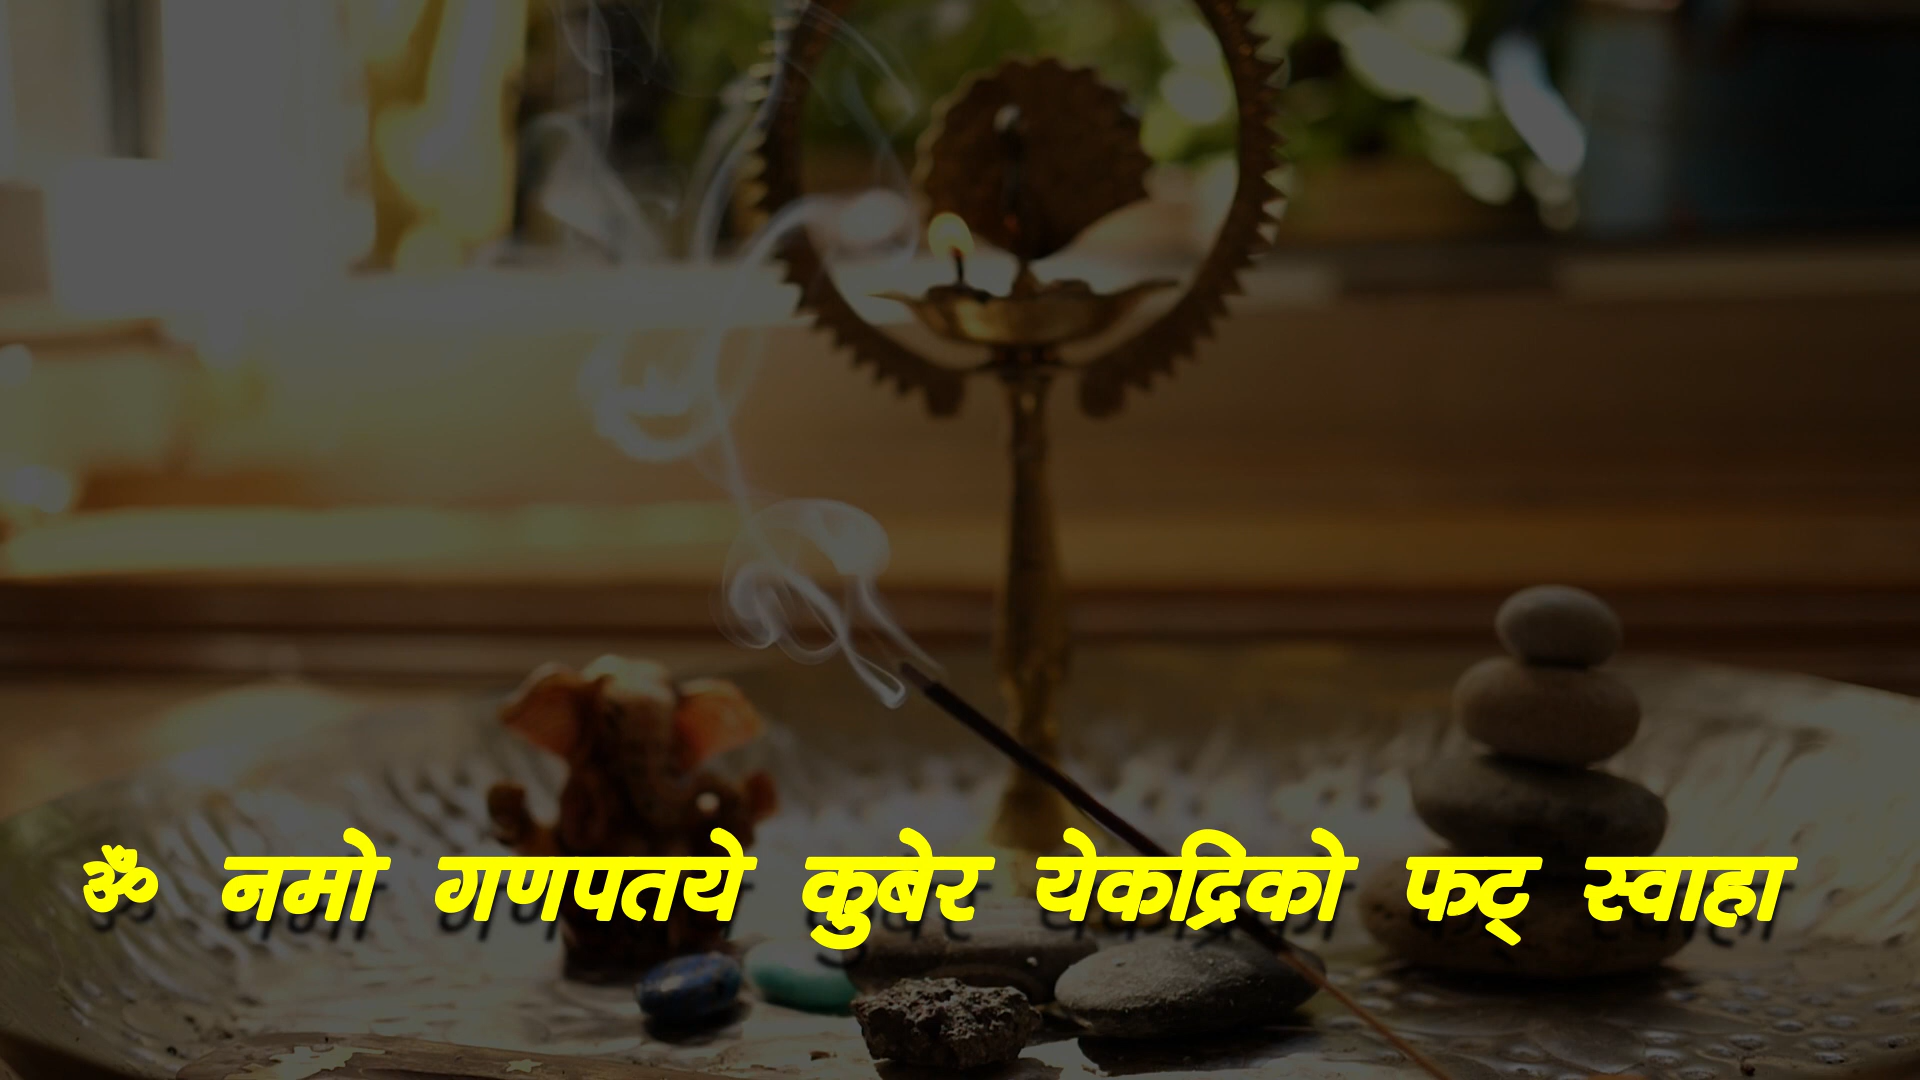 ॐ नमो गणपतये कुबेर येकद्रिको फट् स्वाहा